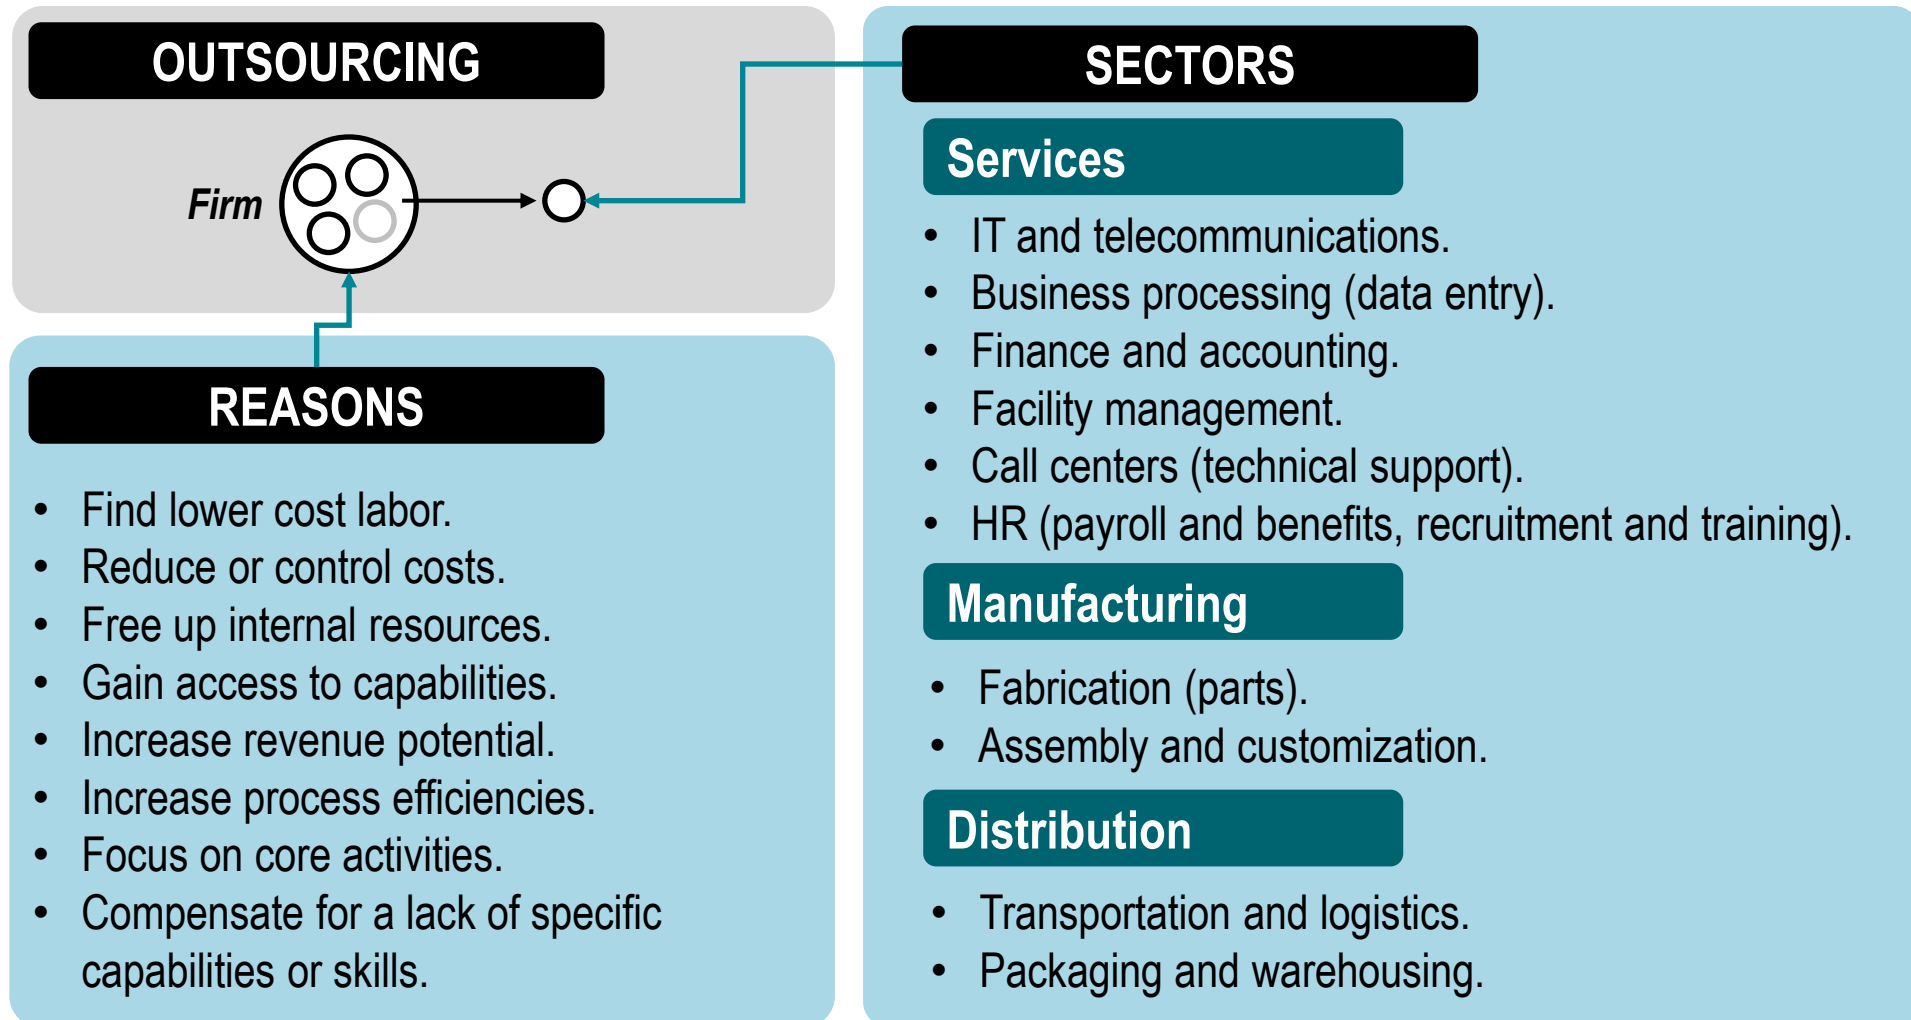 OUTSOURCING
Firm
REASONS
• Find lower cost labor.
• Reduce or control costs.
• Free up internal resources.
• Gain access to capabilities.
• Increase revenue potential.
• Increase process efficiencies.
• Focus on core activities.
• Compensate for a lack of specific
capabilities or skills.
SECTORS
Services
• IT and telecommunications.
• Business processing (data entry).
• Finance and accounting.
• Facility management.
• Call centers (technical support).
• HR (payroll and benefits, recruitment and training).
Manufacturing
• Fabrication (parts).
• Assembly and customization.
Distribution
• Transportation and logistics.
• Packaging and warehousing.